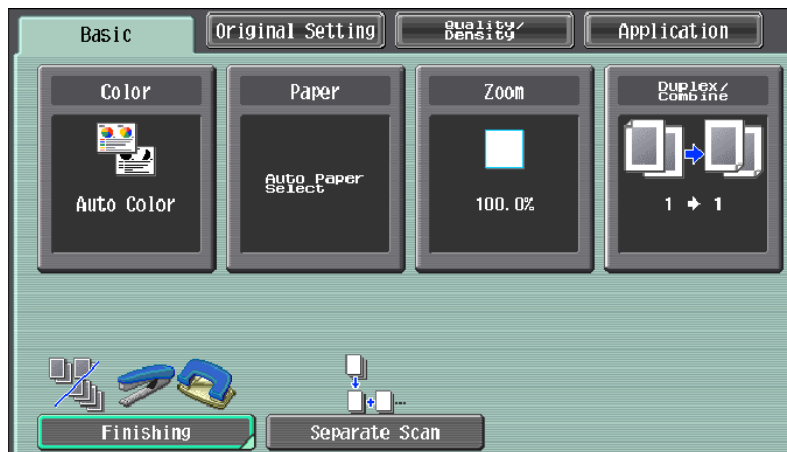 Basic
Original Setting
Quality/
Density
Application
Color
Paper
Zoom
Duplex/
Combine
Auto Color
Auto Paper
Select
100.0%
1 → 1
Finishing
Separate Scan